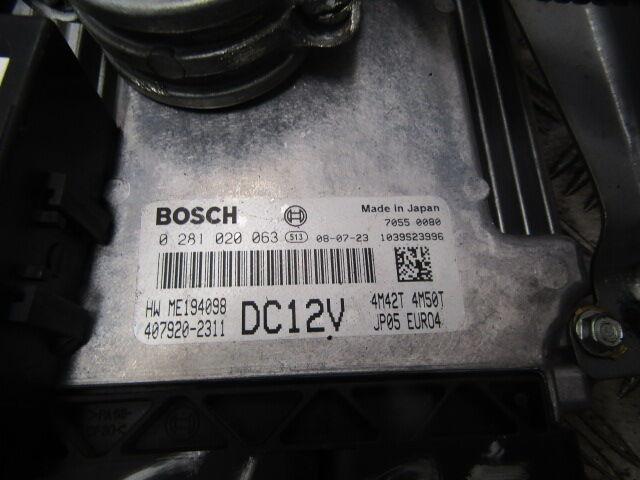 BOSCH Made in Japan
7055 0080
0 281 020 063 513 08-07-23 1039S23996
HW ME194098 DC12V 4M42T 4M50T
407920-2311 JP05 EURO4